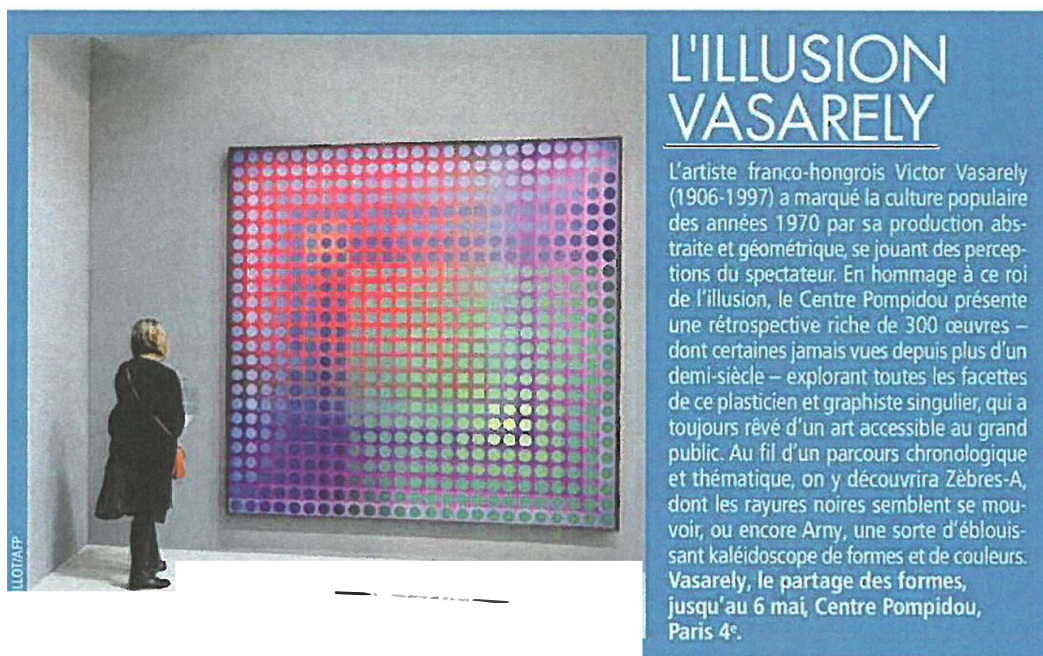 L'ILLUSION
VASARELY
L'artiste franco-hongrois Victor Vasarely
(1906-1997) a marqué la culture populaire
des années 1970 par sa production abs-
traite et géométrique, se jouant des percep-
tions du spectateur. En hommage à ce roi
de l'illusion, le Centre Pompidou présente
une rétrospective riche de 300 œuvres –
dont certaines jamais vues depuis plus d'un
demi-siècle – explorant toutes les facettes
de ce plasticien et graphiste singulier, qui a
toujours rêvé d'un art accessible au grand
public. Au fil d'un parcours chronologique
et thématique, on y découvrira Zèbres-A,
dont les rayures noires semblent se mou-
voir, ou encore Arny, une sorte d'éblouis-
sant kaléidoscope de formes et de couleurs.
Vasarely, le partage des formes,
jusqu'au 6 mai, Centre Pompidou,
Paris 4ᵉ.
LLOT/AFP